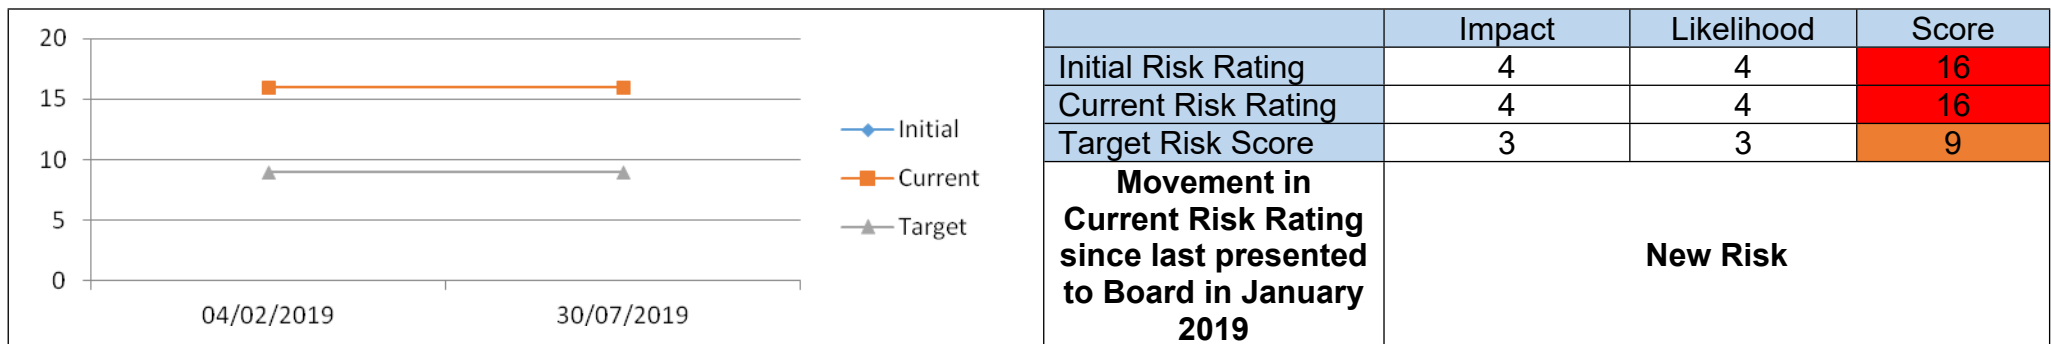 20
15
10
5
0
04/02/2019 30/07/2019
Initial
Current
Target
Impact Likelihood Score
Initial Risk Rating 4 4 16
Current Risk Rating 4 4 16
Target Risk Score 3 3 9
Movement in
Current Risk Rating
since last presented
to Board in January
2019
New Risk